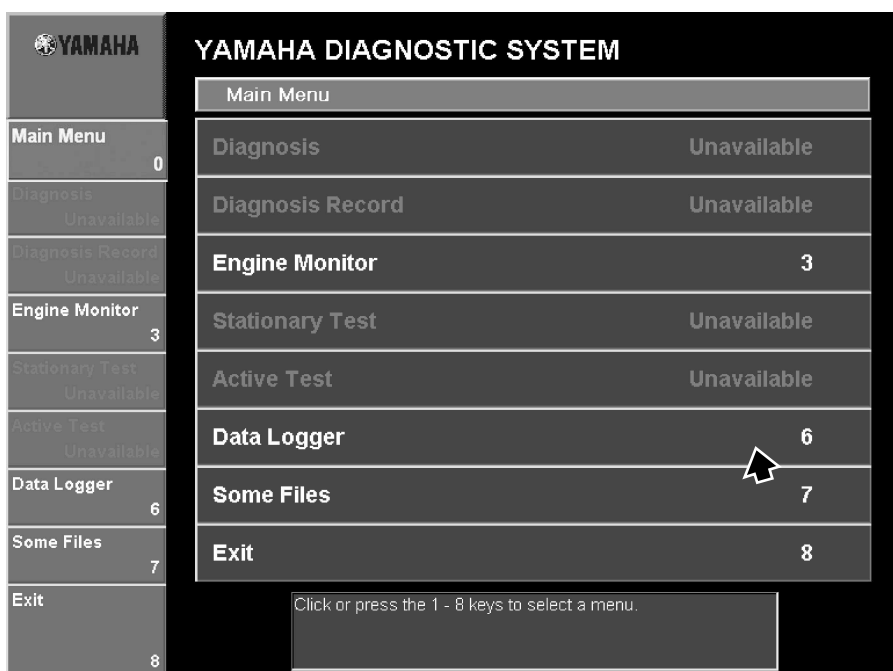 YAMAHA
YAMAHA DIAGNOSTIC SYSTEM
Main Menu
Main Menu
0
Diagnosis
Unavailable
Diagnosis Record
Unavailable
Engine Monitor
3
Stationary Test
Unavailable
Active Test
Unavailable
Data Logger
6
Some Files
7
Exit
8
Diagnosis Unavailable
Diagnosis Record Unavailable
Engine Monitor 3
Stationary Test Unavailable
Active Test Unavailable
Data Logger 6
Some Files 7
Exit 8
Click or press the 1 - 8 keys to select a menu.